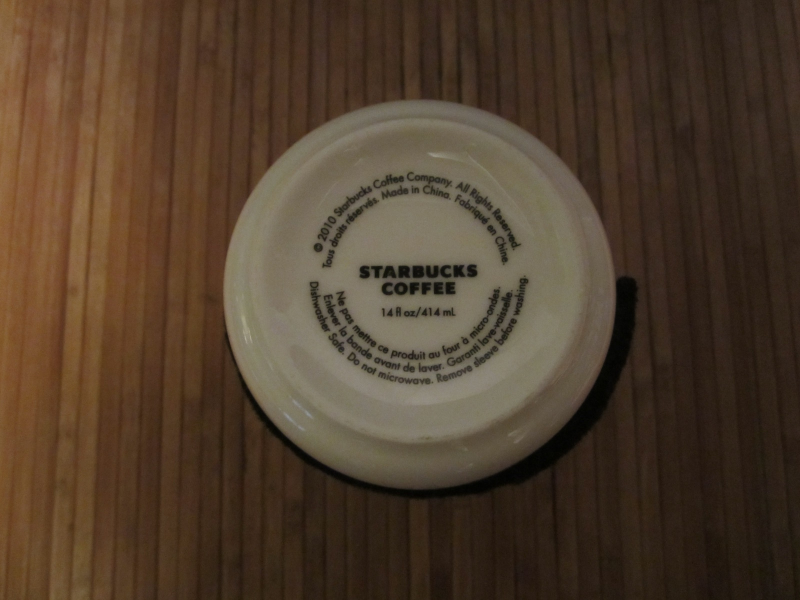 © 2010 Starbucks Coffee Company. All Rights Reserved.
Tous droits réservés. Made in China. Fabriqué en Chine.
STARBUCKS
COFFEE
14 fl oz/414 mL
Ne pas mettre ce produit au four à micro-ondes.
Enlever la bande avant de laver. Garanti lave-vaisselle.
Dishwasher Safe. Do not microwave. Remove sleeve before washing.